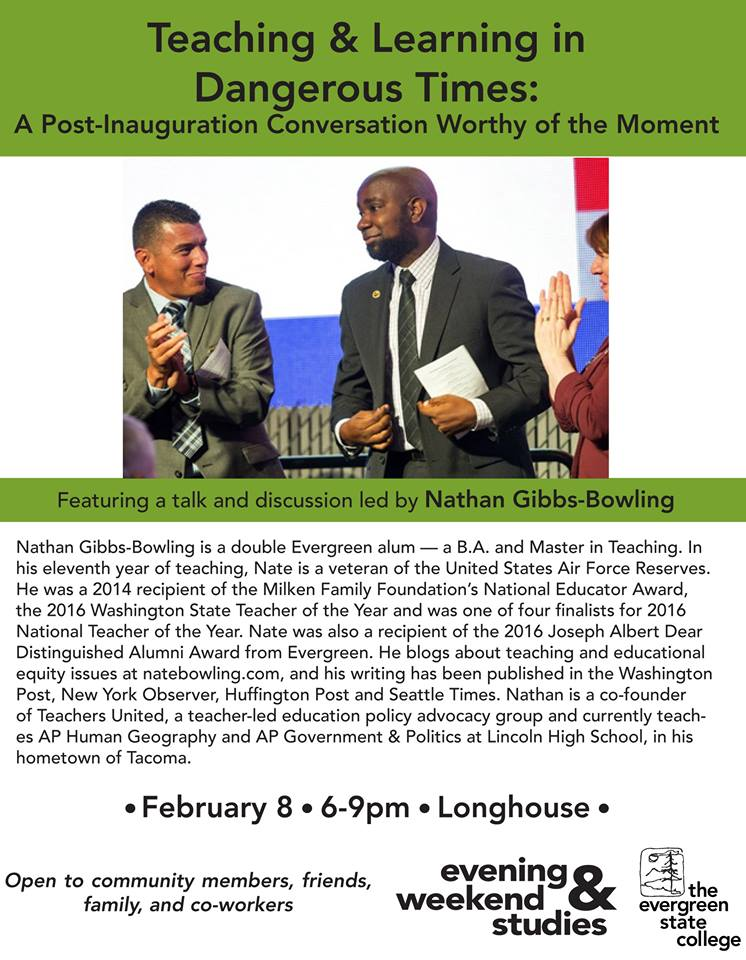 Teaching & Learning in
Dangerous Times:
A Post-Inauguration Conversation Worthy of the Moment
Featuring a talk and discussion led by Nathan Gibbs-Bowling
Nathan Gibbs-Bowling is a double Evergreen alum — a B.A. and Master in Teaching. In
his eleventh year of teaching, Nate is a veteran of the United States Air Force Reserves.
He was a 2014 recipient of the Milken Family Foundation's National Educator Award,
the 2016 Washington State Teacher of the Year and was one of four finalists for 2016
National Teacher of the Year. Nate was also a recipient of the 2016 Joseph Albert Dear
Distinguished Alumni Award from Evergreen. He blogs about teaching and educational
equity issues at natebowling.com, and his writing has been published in the Washington
Post, New York Observer, Huffington Post and Seattle Times. Nathan is a co-founder
of Teachers United, a teacher-led education policy advocacy group and currently teach-
es AP Human Geography and AP Government & Politics at Lincoln High School, in his
hometown of Tacoma.
• February 8 • 6-9pm • Longhouse •
Open to community members, friends,
family, and co-workers
evening
weekend &
studies
the
evergreen
state
college